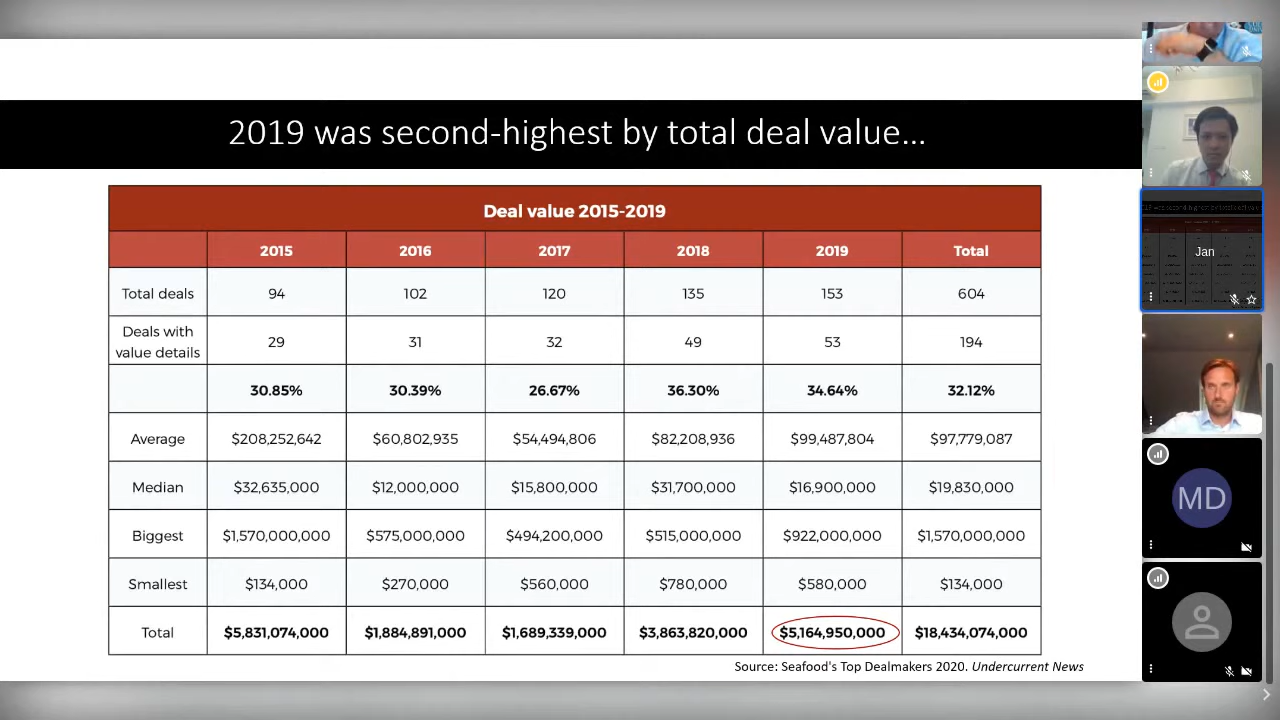 2019 was second-highest by total deal value...
Deal value 2015-2019
2015 2016 2017 2018 2019 Total
Total deals 94 102 120 135 153 604
Deals with value details 29 31 32 49 53 194
30.85% 30.39% 26.67% 36.30% 34.64% 32.12%
Average $208,252,642 $60,802,935 $54,494,806 $82,208,936 $99,487,804 $97,779,087
Median $32,635,000 $12,000,000 $15,800,000 $31,700,000 $16,900,000 $19,830,000
Biggest $1,570,000,000 $575,000,000 $494,200,000 $515,000,000 $922,000,000 $1,570,000,000
Smallest $134,000 $270,000 $560,000 $780,000 $580,000 $134,000
Total $5,831,074,000 $1,884,891,000 $1,689,339,000 $3,863,820,000 $5,164,950,000 $18,434,074,000
Source: Seafood's Top Dealmakers 2020. Undercurrent News
Jan
MD